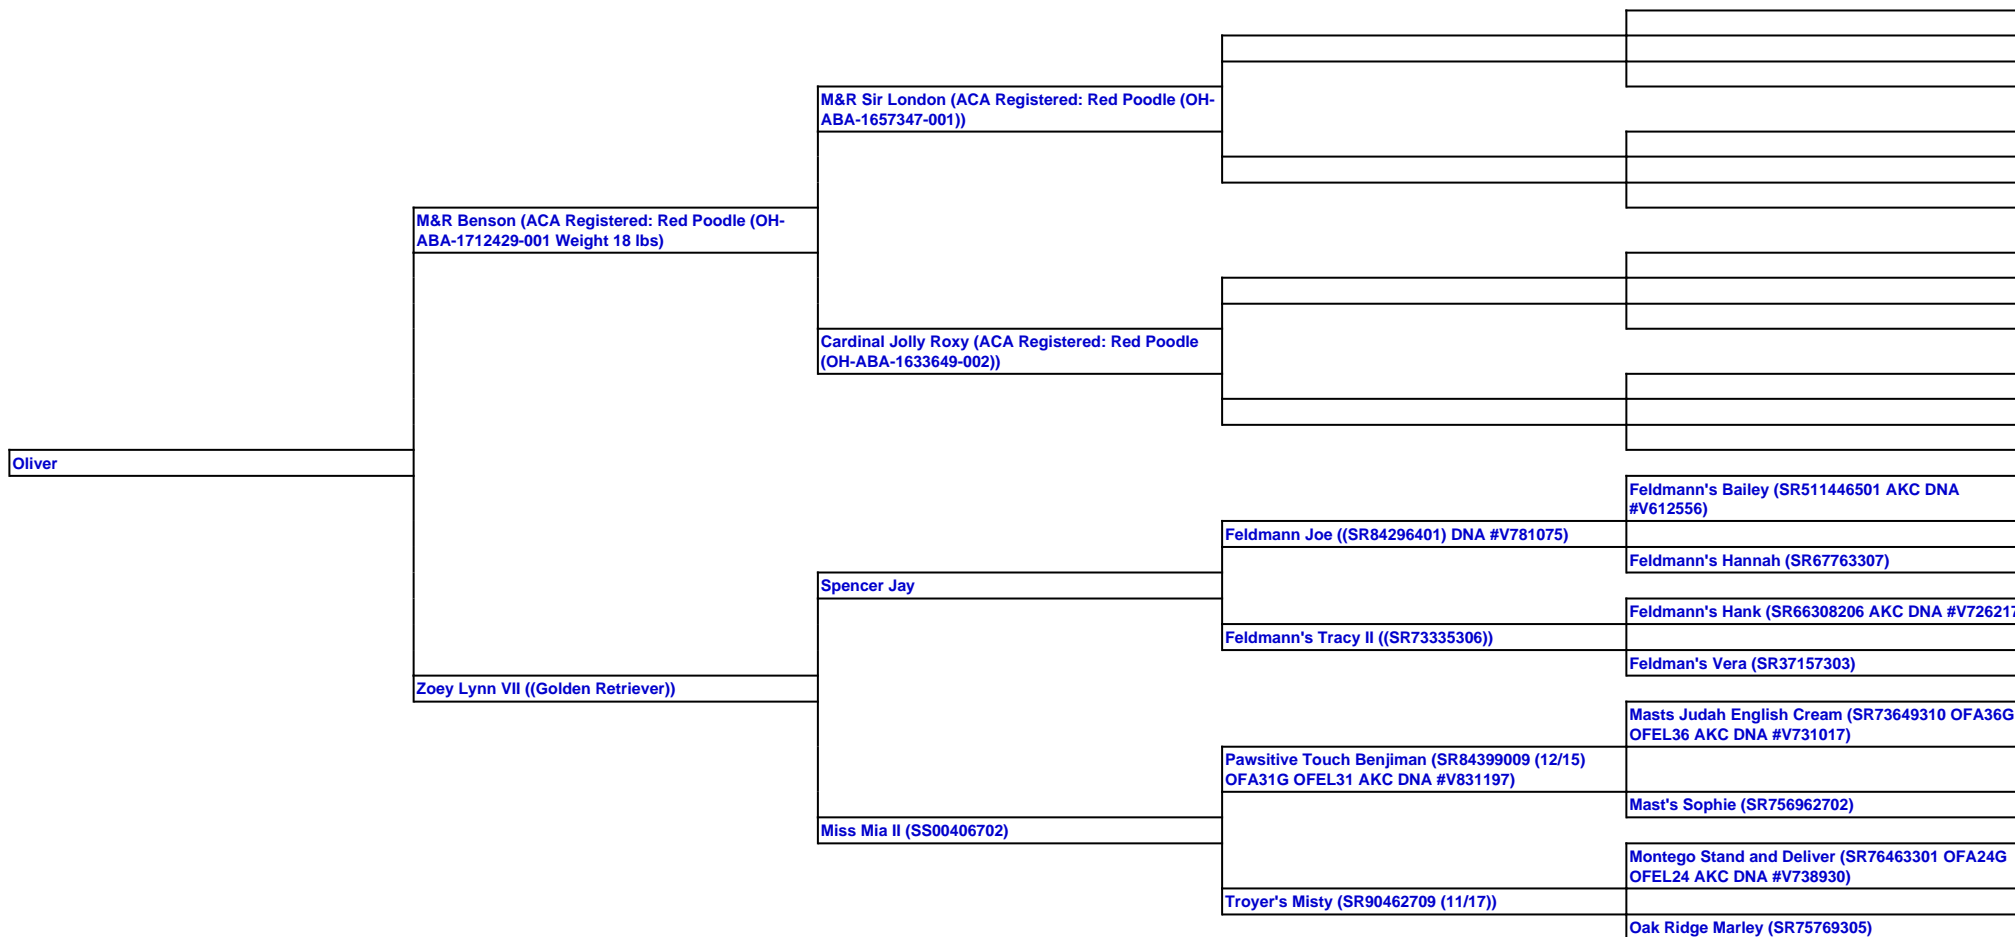 M&R Sir London (ACA Registered: Red Poodle (OH-
ABA-1657347-001))
M&R Benson (ACA Registered: Red Poodle (OH-
ABA-1712429-001 Weight 18 lbs)
Cardinal Jolly Roxy (ACA Registered: Red Poodle
(OH-ABA-1633649-002))
Oliver
Feldmann's Bailey (SR511446501 AKC DNA
#V612556)
Feldmann Joe ((SR84296401) DNA #V781075)
Feldmann's Hannah (SR67763307)
Spencer Jay
Feldmann's Hank (SR66308206 AKC DNA #V726217
Feldmann's Tracy II ((SR73335306))
Feldman's Vera (SR37157303)
Zoey Lynn VII ((Golden Retriever))
Masts Judah English Cream (SR73649310 OFA36G
OFEL36 AKC DNA #V731017)
Pawsitive Touch Benjiman (SR84399009 (12/15)
OFA31G OFEL31 AKC DNA #V831197)
Mast's Sophie (SR756962702)
Miss Mia II (SS00406702)
Montego Stand and Deliver (SR76463301 OFA24G
OFEL24 AKC DNA #V738930)
Troyer's Misty (SR90462709 (11/17))
Oak Ridge Marley (SR75769305)